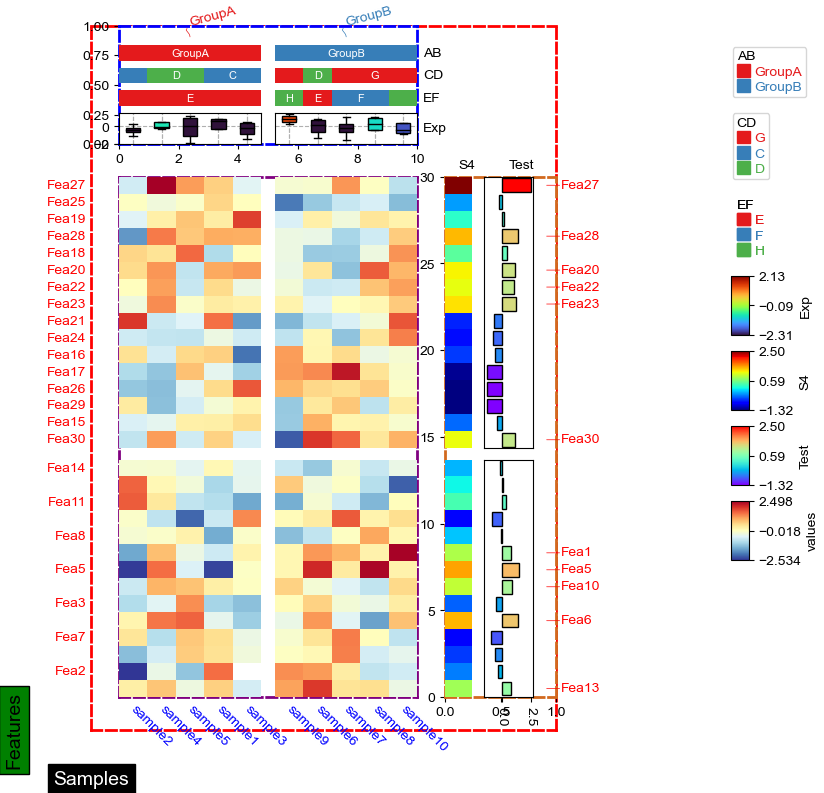 GroupA GroupB
1.00
0.75
0.50
0.25
0.00
0
−2
GroupA GroupB AB
D C D G CD
E H E F EF
Exp
0 2 4 6 8 10
S4 Test
Fea27
Fea25
Fea19
Fea28
Fea18
Fea20
Fea22
Fea23
Fea21
Fea24
Fea16
Fea17
Fea26
Fea29
Fea15
Fea30
Fea14
Fea11
Fea8
Fea5
Fea3
Fea7
Fea2
30
25
20
15
10
5
0
Fea27
Fea28
Fea20
Fea22
Fea23
Fea30
Fea1
Fea5
Fea10
Fea6
Fea13
0.0 0.5 1.0
0.0 2.5
sample2
sample4
sample5
sample1
sample3
sample9
sample6
sample7
sample8
sample10
Features
Samples
AB
GroupA
GroupB
CD
G
C
D
EF
E
F
H
2.13
−0.09
−2.31
Exp
2.50
0.59
−1.32
S4
2.50
0.59
−1.32
Test
2.498
−0.018
−2.534
values